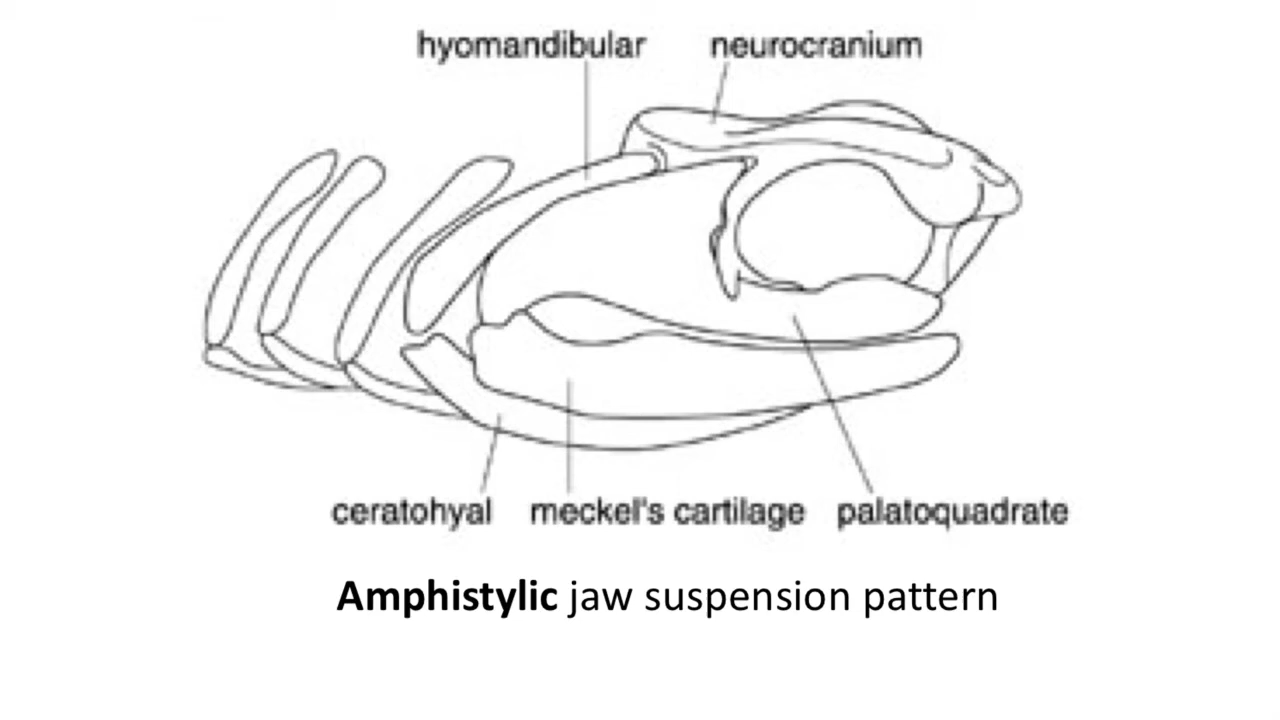 hyomandibular neurocranium
ceratohyal meckel's cartilage palatoquadrate
Amphistylic jaw suspension pattern